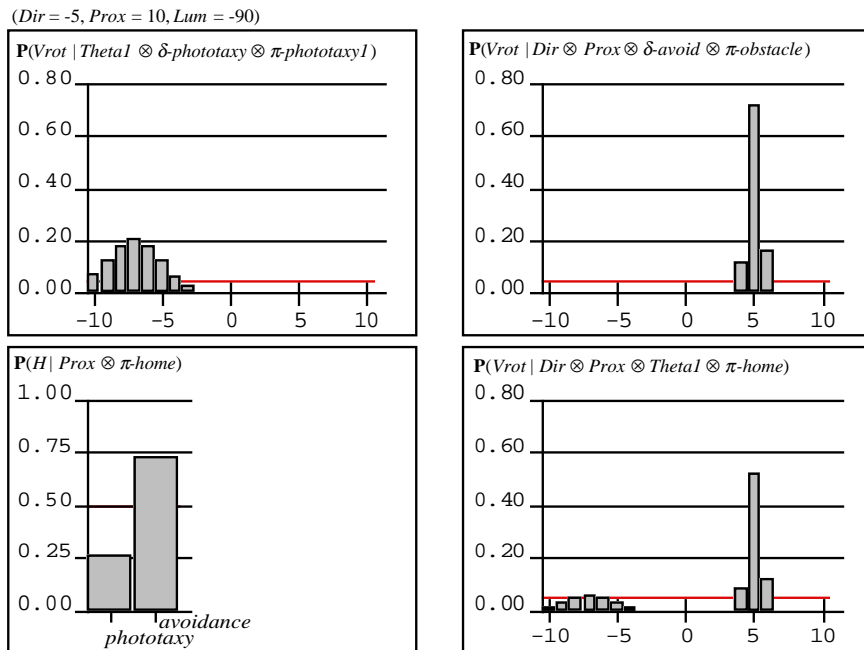 (Dir = -5, Prox = 10, Lum = -90)
P(Vrot | Theta1 ⊗ δ-phototaxy ⊗ π-phototaxy1)
0.80
0.60
0.40
0.20
0.00
-10 -5 0 5 10
P(Vrot | Dir ⊗ Prox ⊗ δ-avoid ⊗ π-obstacle)
0.80
0.60
0.40
0.20
0.00
-10 -5 0 5 10
P(H | Prox ⊗ π-home)
1.00
0.75
0.50
0.25
0.00
avoidance
phototaxy
P(Vrot | Dir ⊗ Prox ⊗ Theta1 ⊗ π-home)
0.80
0.60
0.40
0.20
0.00
-10 -5 0 5 10